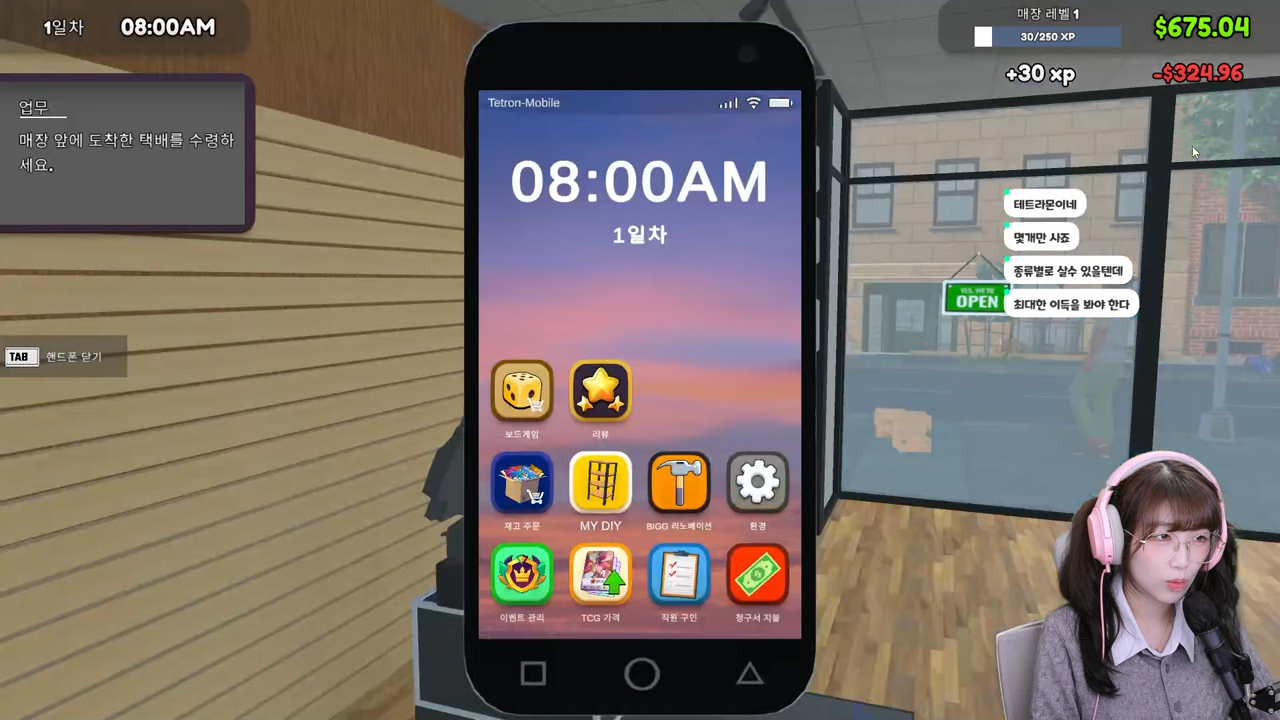 1일차
08:00AM
매장 레벨 1
30/250 XP
$675.04
+30 xp
-$324.96
업무
매장 앞에 도착한 택배를 수령하
세요.
TAB 핸드폰 닫기
Tetron-Mobile
08:00AM
1일차
보드게임
리뷰
재고 주문
MY DIY
BIGG 리노베이션
환경
이벤트 관리
TCG 가격
직원 구인
청구서 지불
테트라몬이네
몇개만 사죠
종류별로 살수 있을텐데
최대한 이득을 봐야 한다
YES, WE'RE
OPEN